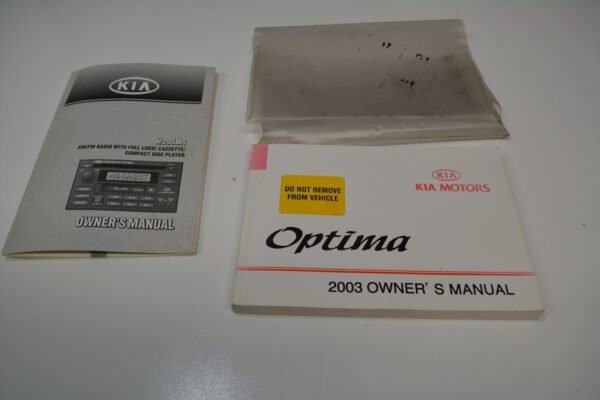 KIA
H295MS
AM/FM RADIO WITH FULL LOGIC CASSETTE/
COMPACT DISC PLAYER
OWNER'S MANUAL
KIA
KIA MOTORS
DO NOT REMOVE
FROM VEHICLE
Optima
2003 OWNER' S MANUAL